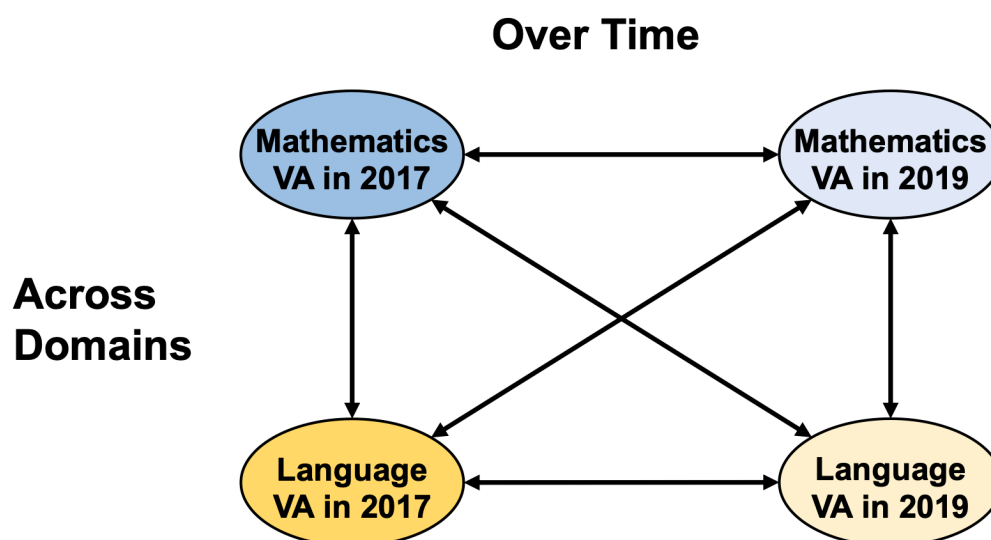 Over Time
Mathematics
VA in 2017
Mathematics
VA in 2019
Across
Domains
Language
VA in 2017
Language
VA in 2019